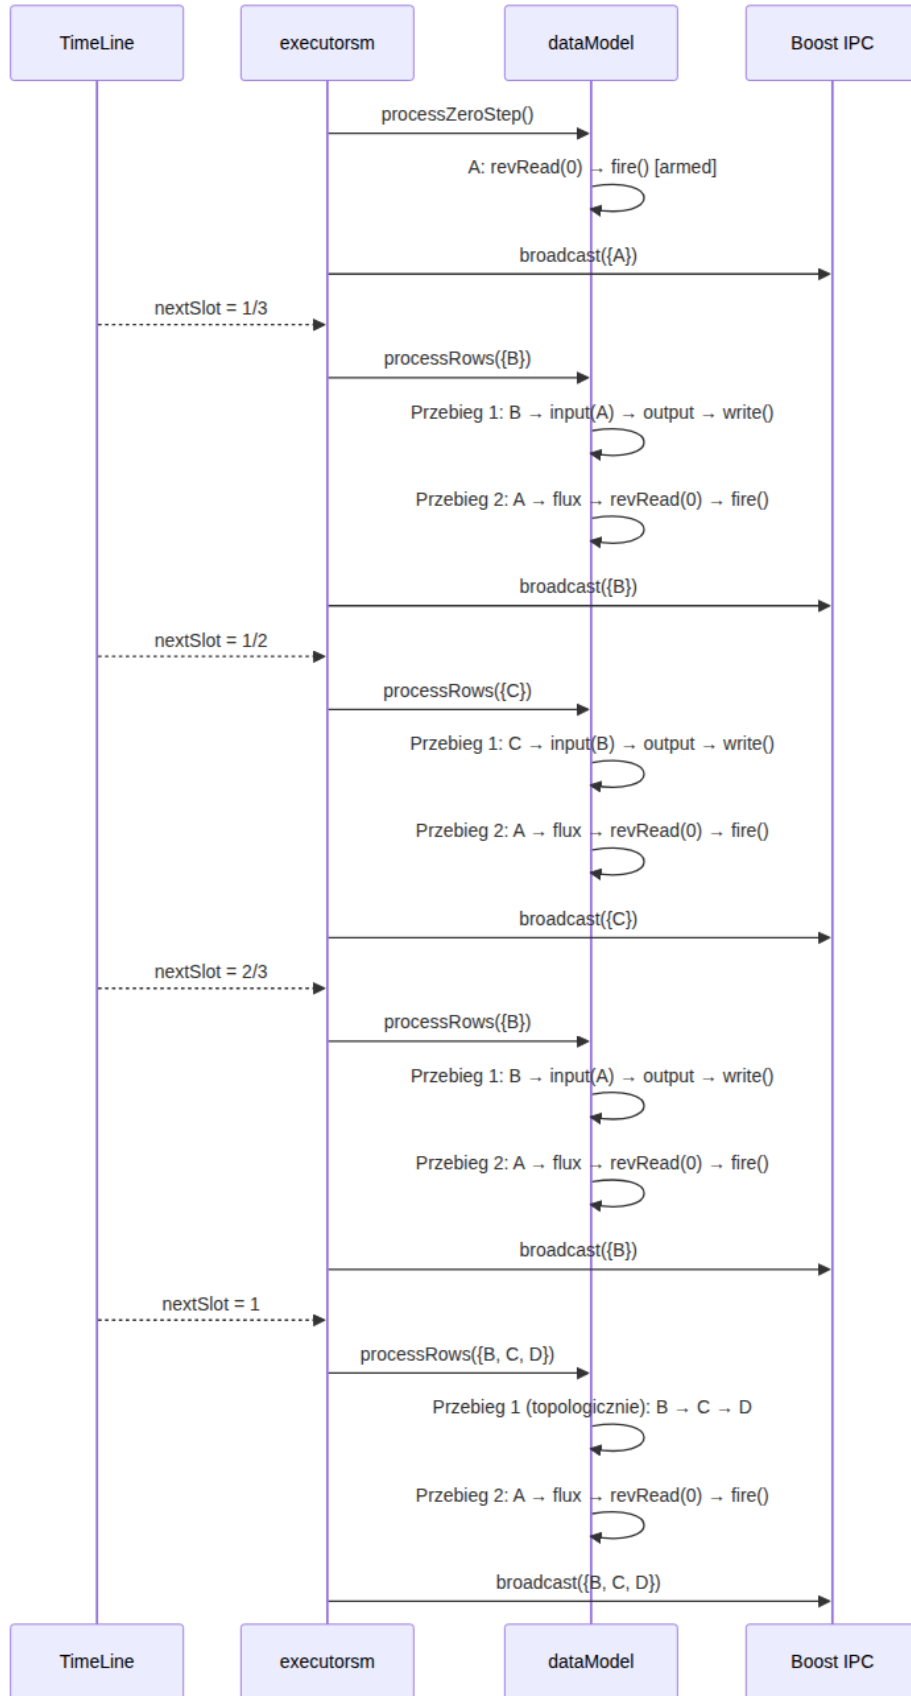 TimeLine executorsm dataModel Boost IPC
processZeroStep()
A: revRead(0) → fire() [armed]
broadcast({A})
nextSlot = 1/3
processRows({B})
Przebieg 1: B → input(A) → output → write()
Przebieg 2: A → flux → revRead(0) → fire()
broadcast({B})
nextSlot = 1/2
processRows({C})
Przebieg 1: C → input(B) → output → write()
Przebieg 2: A → flux → revRead(0) → fire()
broadcast({C})
nextSlot = 2/3
processRows({B})
Przebieg 1: B → input(A) → output → write()
Przebieg 2: A → flux → revRead(0) → fire()
broadcast({B})
nextSlot = 1
processRows({B, C, D})
Przebieg 1 (topologicznie): B → C → D
Przebieg 2: A → flux → revRead(0) → fire()
broadcast({B, C, D})
TimeLine executorsm dataModel Boost IPC